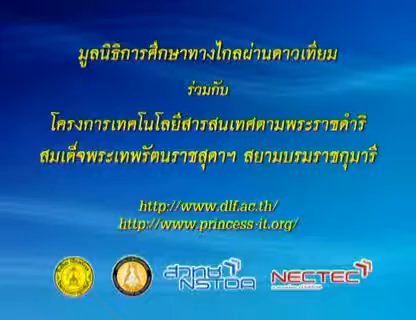 มูลนิธิการศึกษาทางไกลผ่านดาวเทียม
ร่วมกับ
โครงการเทคโนโลยีสารสนเทศตามพระราชดำริ
สมเด็จพระเทพรัตนราชสุดาฯ สยามบรมราชกุมารี
http://www.dlf.ac.th/
http://www.princess-it.org/
สวทช
NSTDA
NECTEC